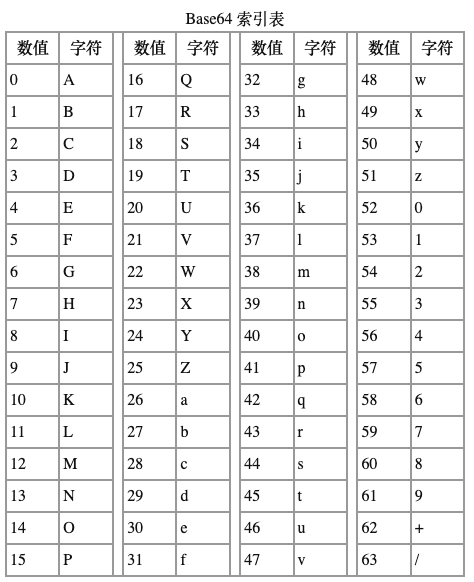 Base64 索引表
数值 字符 数值 字符 数值 字符 数值 字符
0 A 16 Q 32 g 48 w
1 B 17 R 33 h 49 x
2 C 18 S 34 i 50 y
3 D 19 T 35 j 51 z
4 E 20 U 36 k 52 0
5 F 21 V 37 l 53 1
6 G 22 W 38 m 54 2
7 H 23 X 39 n 55 3
8 I 24 Y 40 o 56 4
9 J 25 Z 41 p 57 5
10 K 26 a 42 q 58 6
11 L 27 b 43 r 59 7
12 M 28 c 44 s 60 8
13 N 29 d 45 t 61 9
14 O 30 e 46 u 62 +
15 P 31 f 47 v 63 /